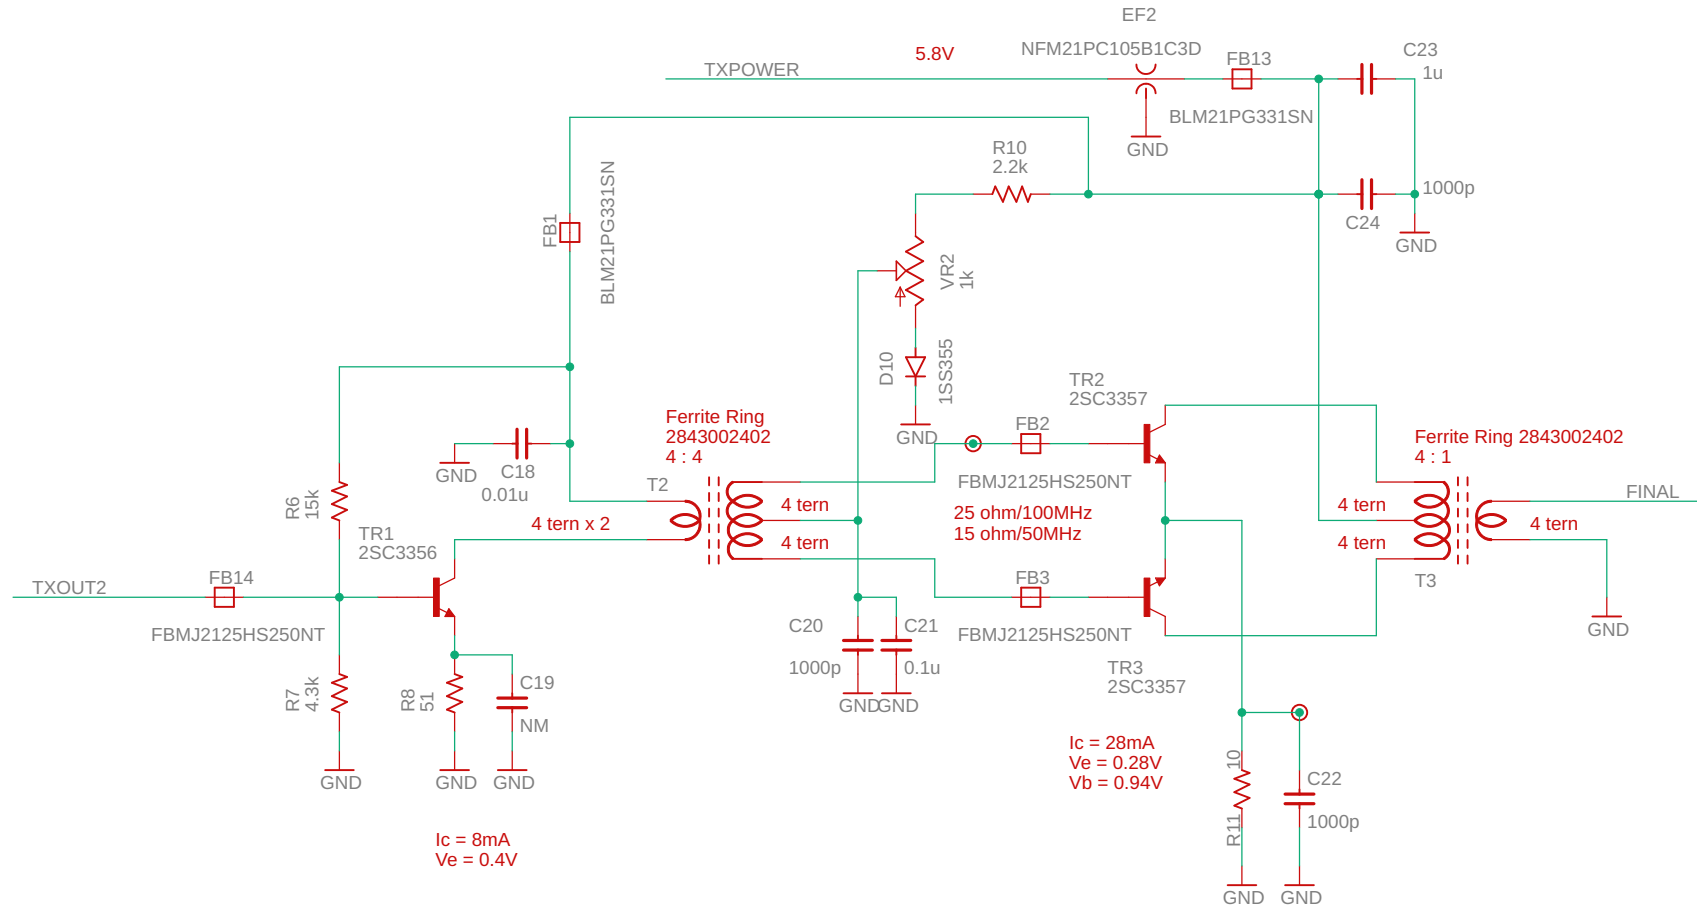 EF2
5.8V
NFM21PC105B1C3D
C23
TXPOWER
FB13
1u
BLM21PG331SN
GND
R10
2.2k
1000p
C24
GND
FB1
BLM21PG331SN
VR2
1k
D10
1SS355
GND
TR2
2SC3357
Ferrite Ring
2843002402
4 : 4
FB2
Ferrite Ring 2843002402
4 : 1
GND
C18
0.01u
T2
FBMJ2125HS250NT
R6
15k
4 tern x 2
4 tern
4 tern
25 ohm/100MHz
15 ohm/50MHz
4 tern
4 tern
4 tern
FINAL
TR1
2SC3356
T3
TXOUT2
FB14
FB3
FBMJ2125HS250NT
C20
1000p
C21
0.1u
FBMJ2125HS250NT
GND
TR3
2SC3357
R7
4.3k
R8
51
C19
NM
GND
GND
GND
GND
GND
Ic = 28mA
Ve = 0.28V
Vb = 0.94V
10
R11
C22
1000p
Ic = 8mA
Ve = 0.4V
GND
GND